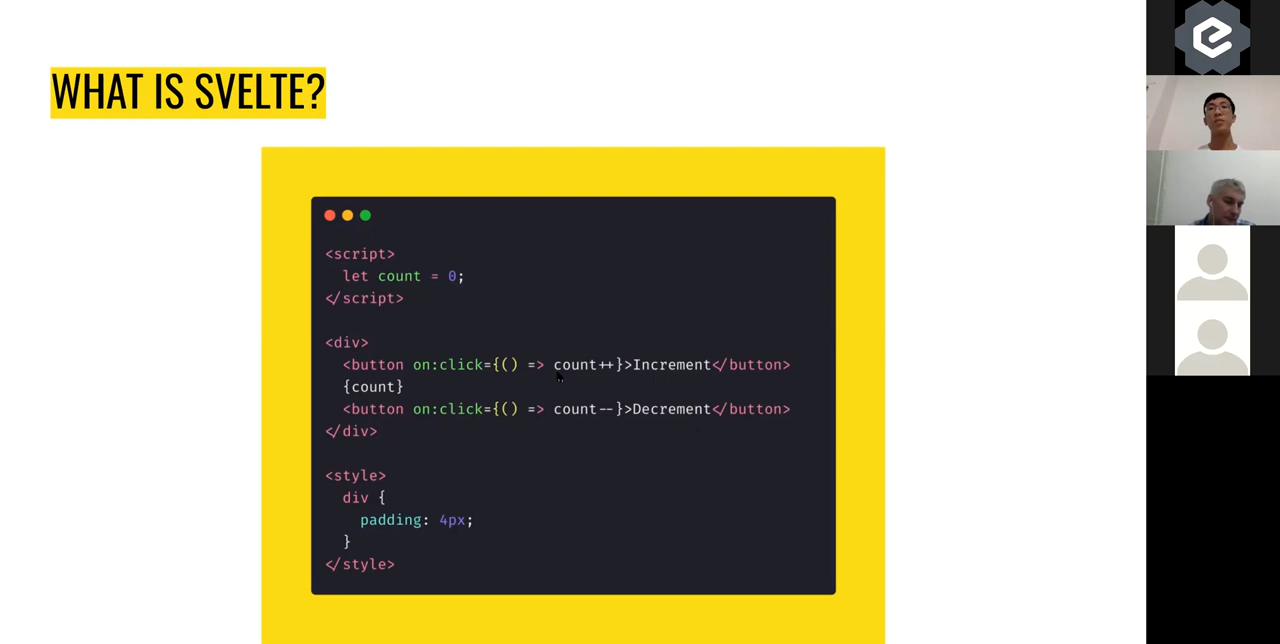 WHAT IS SVELTE?
<script>
let count = 0;
</script>
<div>
<button on:click={() => count++}>Increment</button>
{count}
<button on:click={() => count--}>Decrement</button>
</div>
<style>
div {
padding: 4px;
}
</style>